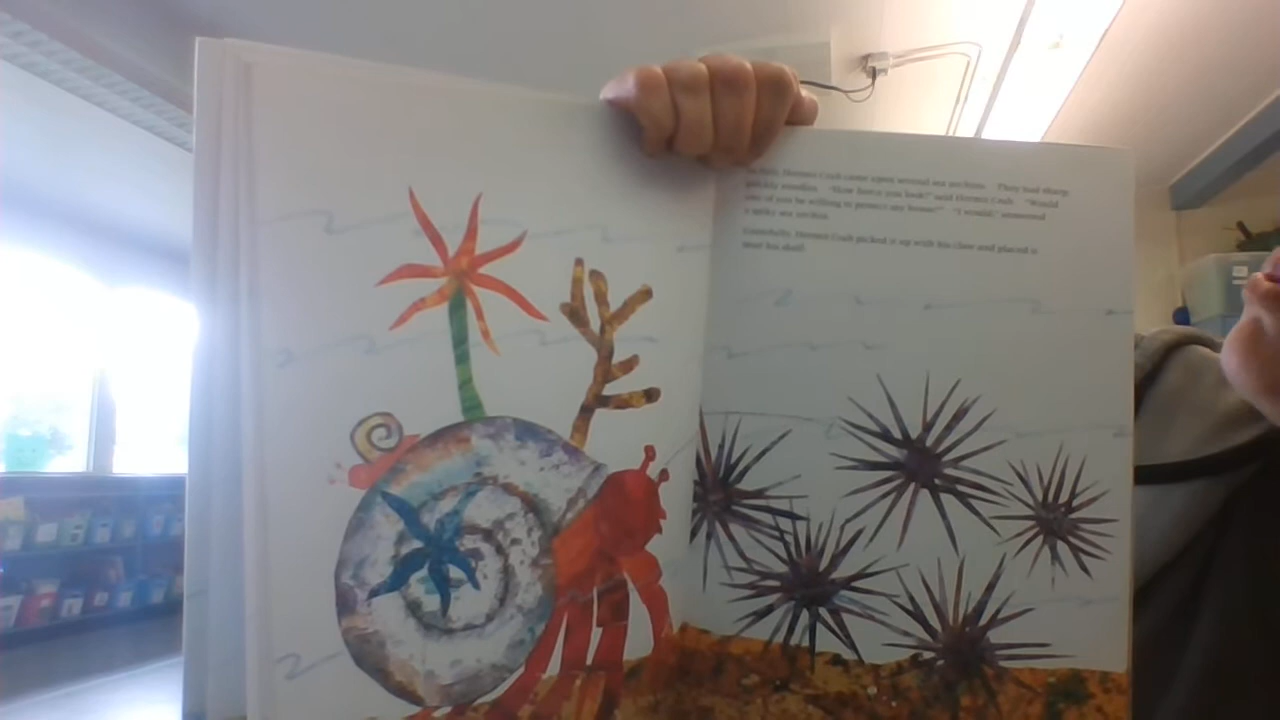 In July, Hermit Crab came upon several sea urchins. They had sharp,
prickly needles. "How fierce you look!" said Hermit Crab. "Would
one of you be willing to protect my house?" "I would," answered
a spiky sea urchin.
Gratefully, Hermit Crab picked it up with his claw and placed it
near his shell.